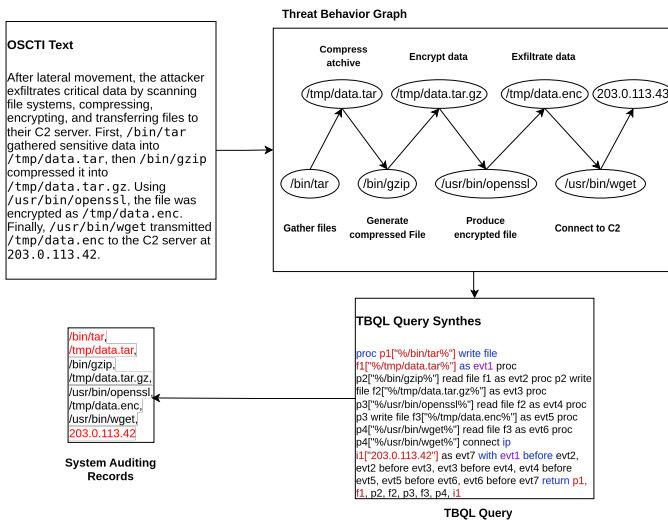 Threat Behavior Graph
OSCTI Text
After lateral movement, the attacker
exfiltrates critical data by scanning
file systems, compressing,
encrypting, and transferring files to
their C2 server. First, /bin/tar
gathered sensitive data into
/tmp/data.tar, then /bin/gzip
compressed it into
/tmp/data.tar.gz. Using
/usr/bin/openssl, the file was
encrypted as /tmp/data.enc.
Finally, /usr/bin/wget transmitted
/tmp/data.enc to the C2 server at
203.0.113.42.
Compress
atchive
Encrypt data
Exfiltrate data
/tmp/data.tar
/tmp/data.tar.gz
/tmp/data.enc
203.0.113.43
/bin/tar
/bin/gzip
/usr/bin/openssl
/usr/bin/wget
Gather files
Generate
compressed File
Produce
encrypted file
Connect to C2
TBQL Query Synthes
proc p1["%/bin/tar%"] write file
f1["%/tmp/data.tar%"] as evt1 proc
p2["%/bin/gzip%"] read file f1 as evt2 proc p2 write
file f2["%/tmp/data.tar.gz%"] as evt3 proc
p3["%/usr/bin/openssl%"] read file f2 as evt4 proc
p3 write file f3["%/tmp/data.enc%"] as evt5 proc
p4["%/usr/bin/wget%"] read file f3 as evt6 proc
p4["%/usr/bin/wget%"] connect ip
i1["203.0.113.42"] as evt7 with evt1 before evt2,
evt2 before evt3, evt3 before evt4, evt4 before
evt5, evt5 before evt6, evt6 before evt7 return p1,
f1, p2, f2, p3, f3, p4, i1
TBQL Query
/bin/tar,
/tmp/data.tar,
/bin/gzip,
/tmp/data.tar.gz,
/usr/bin/openssl,
/tmp/data.enc,
/usr/bin/wget,
203.0.113.42
System Auditing
Records